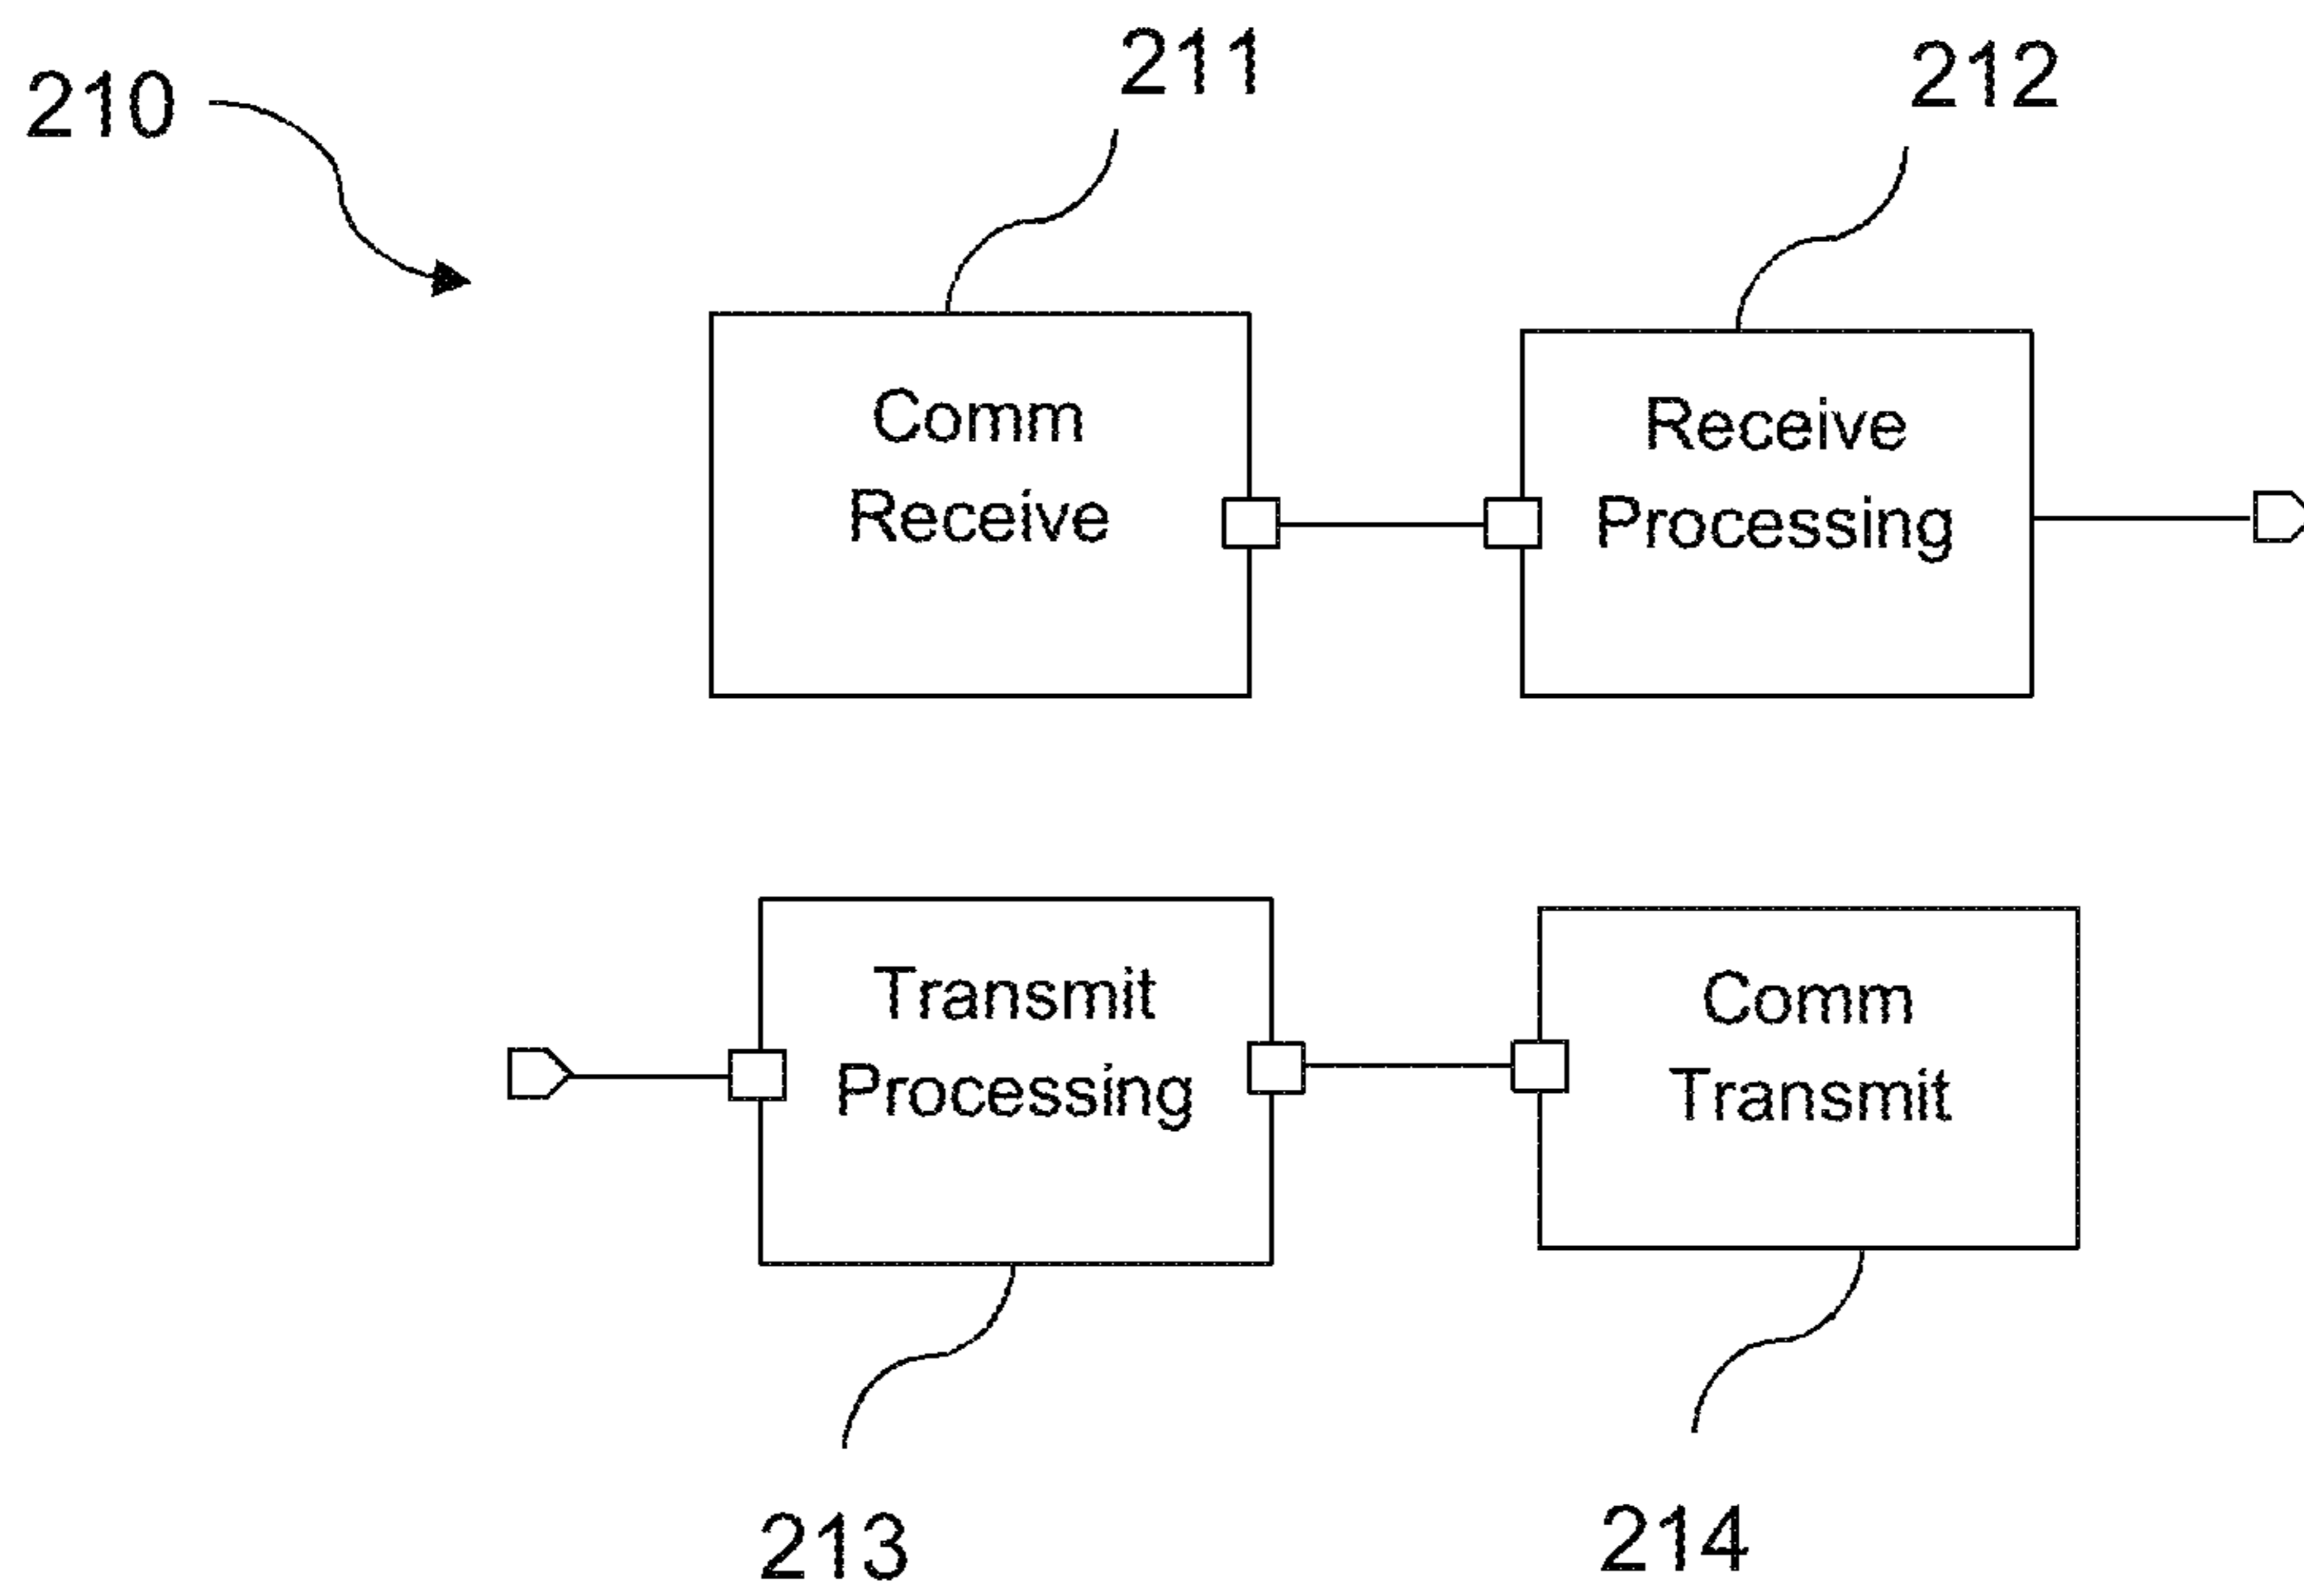 210
211
212
Comm
Receive
Receive
Processing
Transmit
Processing
Comm
Transmit
213
214